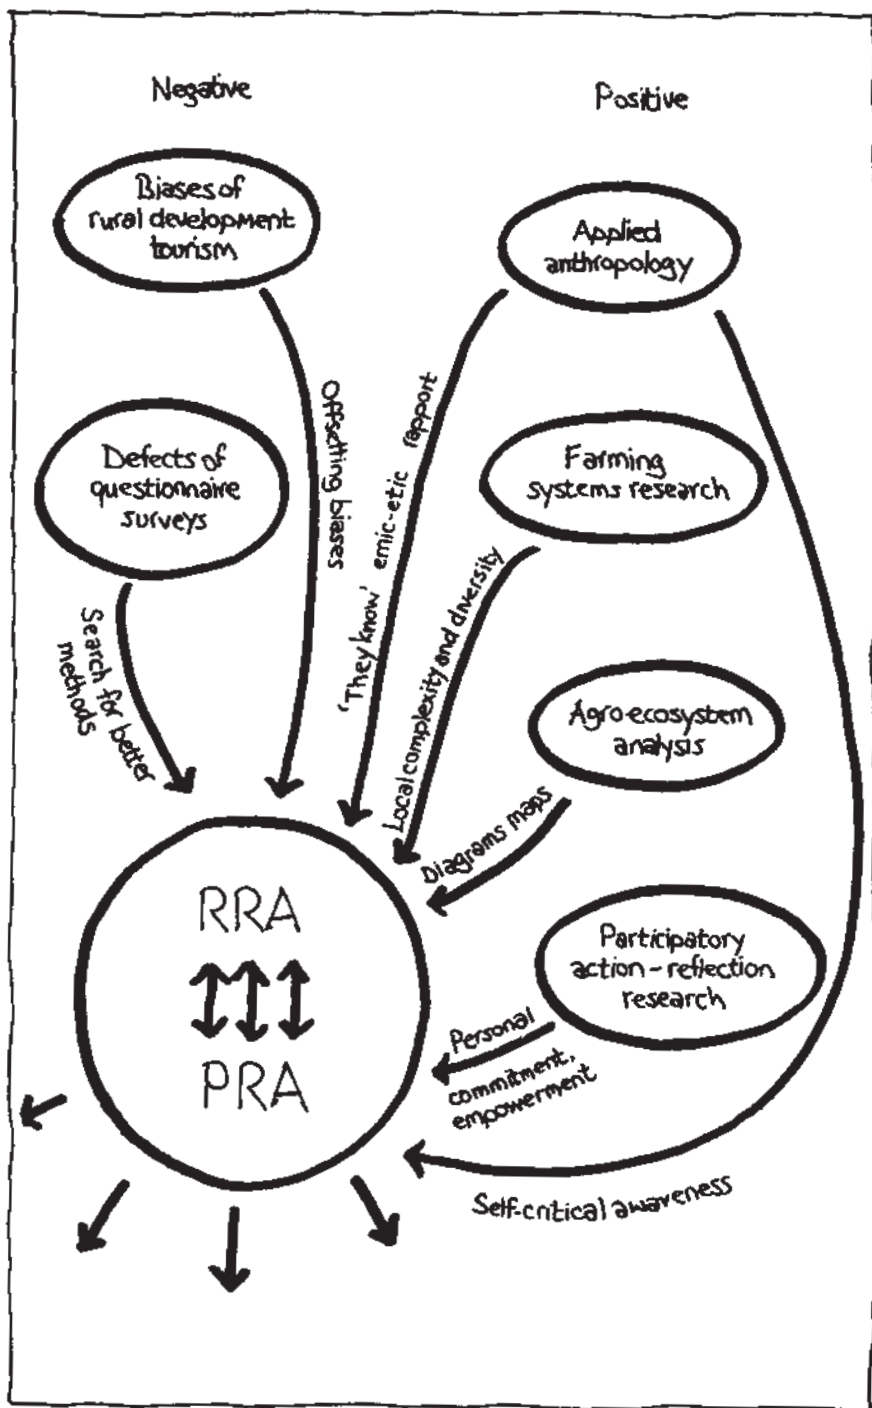 Negative
Positive
Biases of
rural development
tourism
Applied
anthropology
Offsetting biases
'They know', emic-etic rapport
Defects of
questionnaire
surveys
Farming
systems research
Search for better
methods
Local complexity and diversity
Agro-ecosystem
analysis
Diagrams maps
RRA
PRA
Participatory
action-reflection
research
Personal
commitment,
empowerment
Self-critical awareness